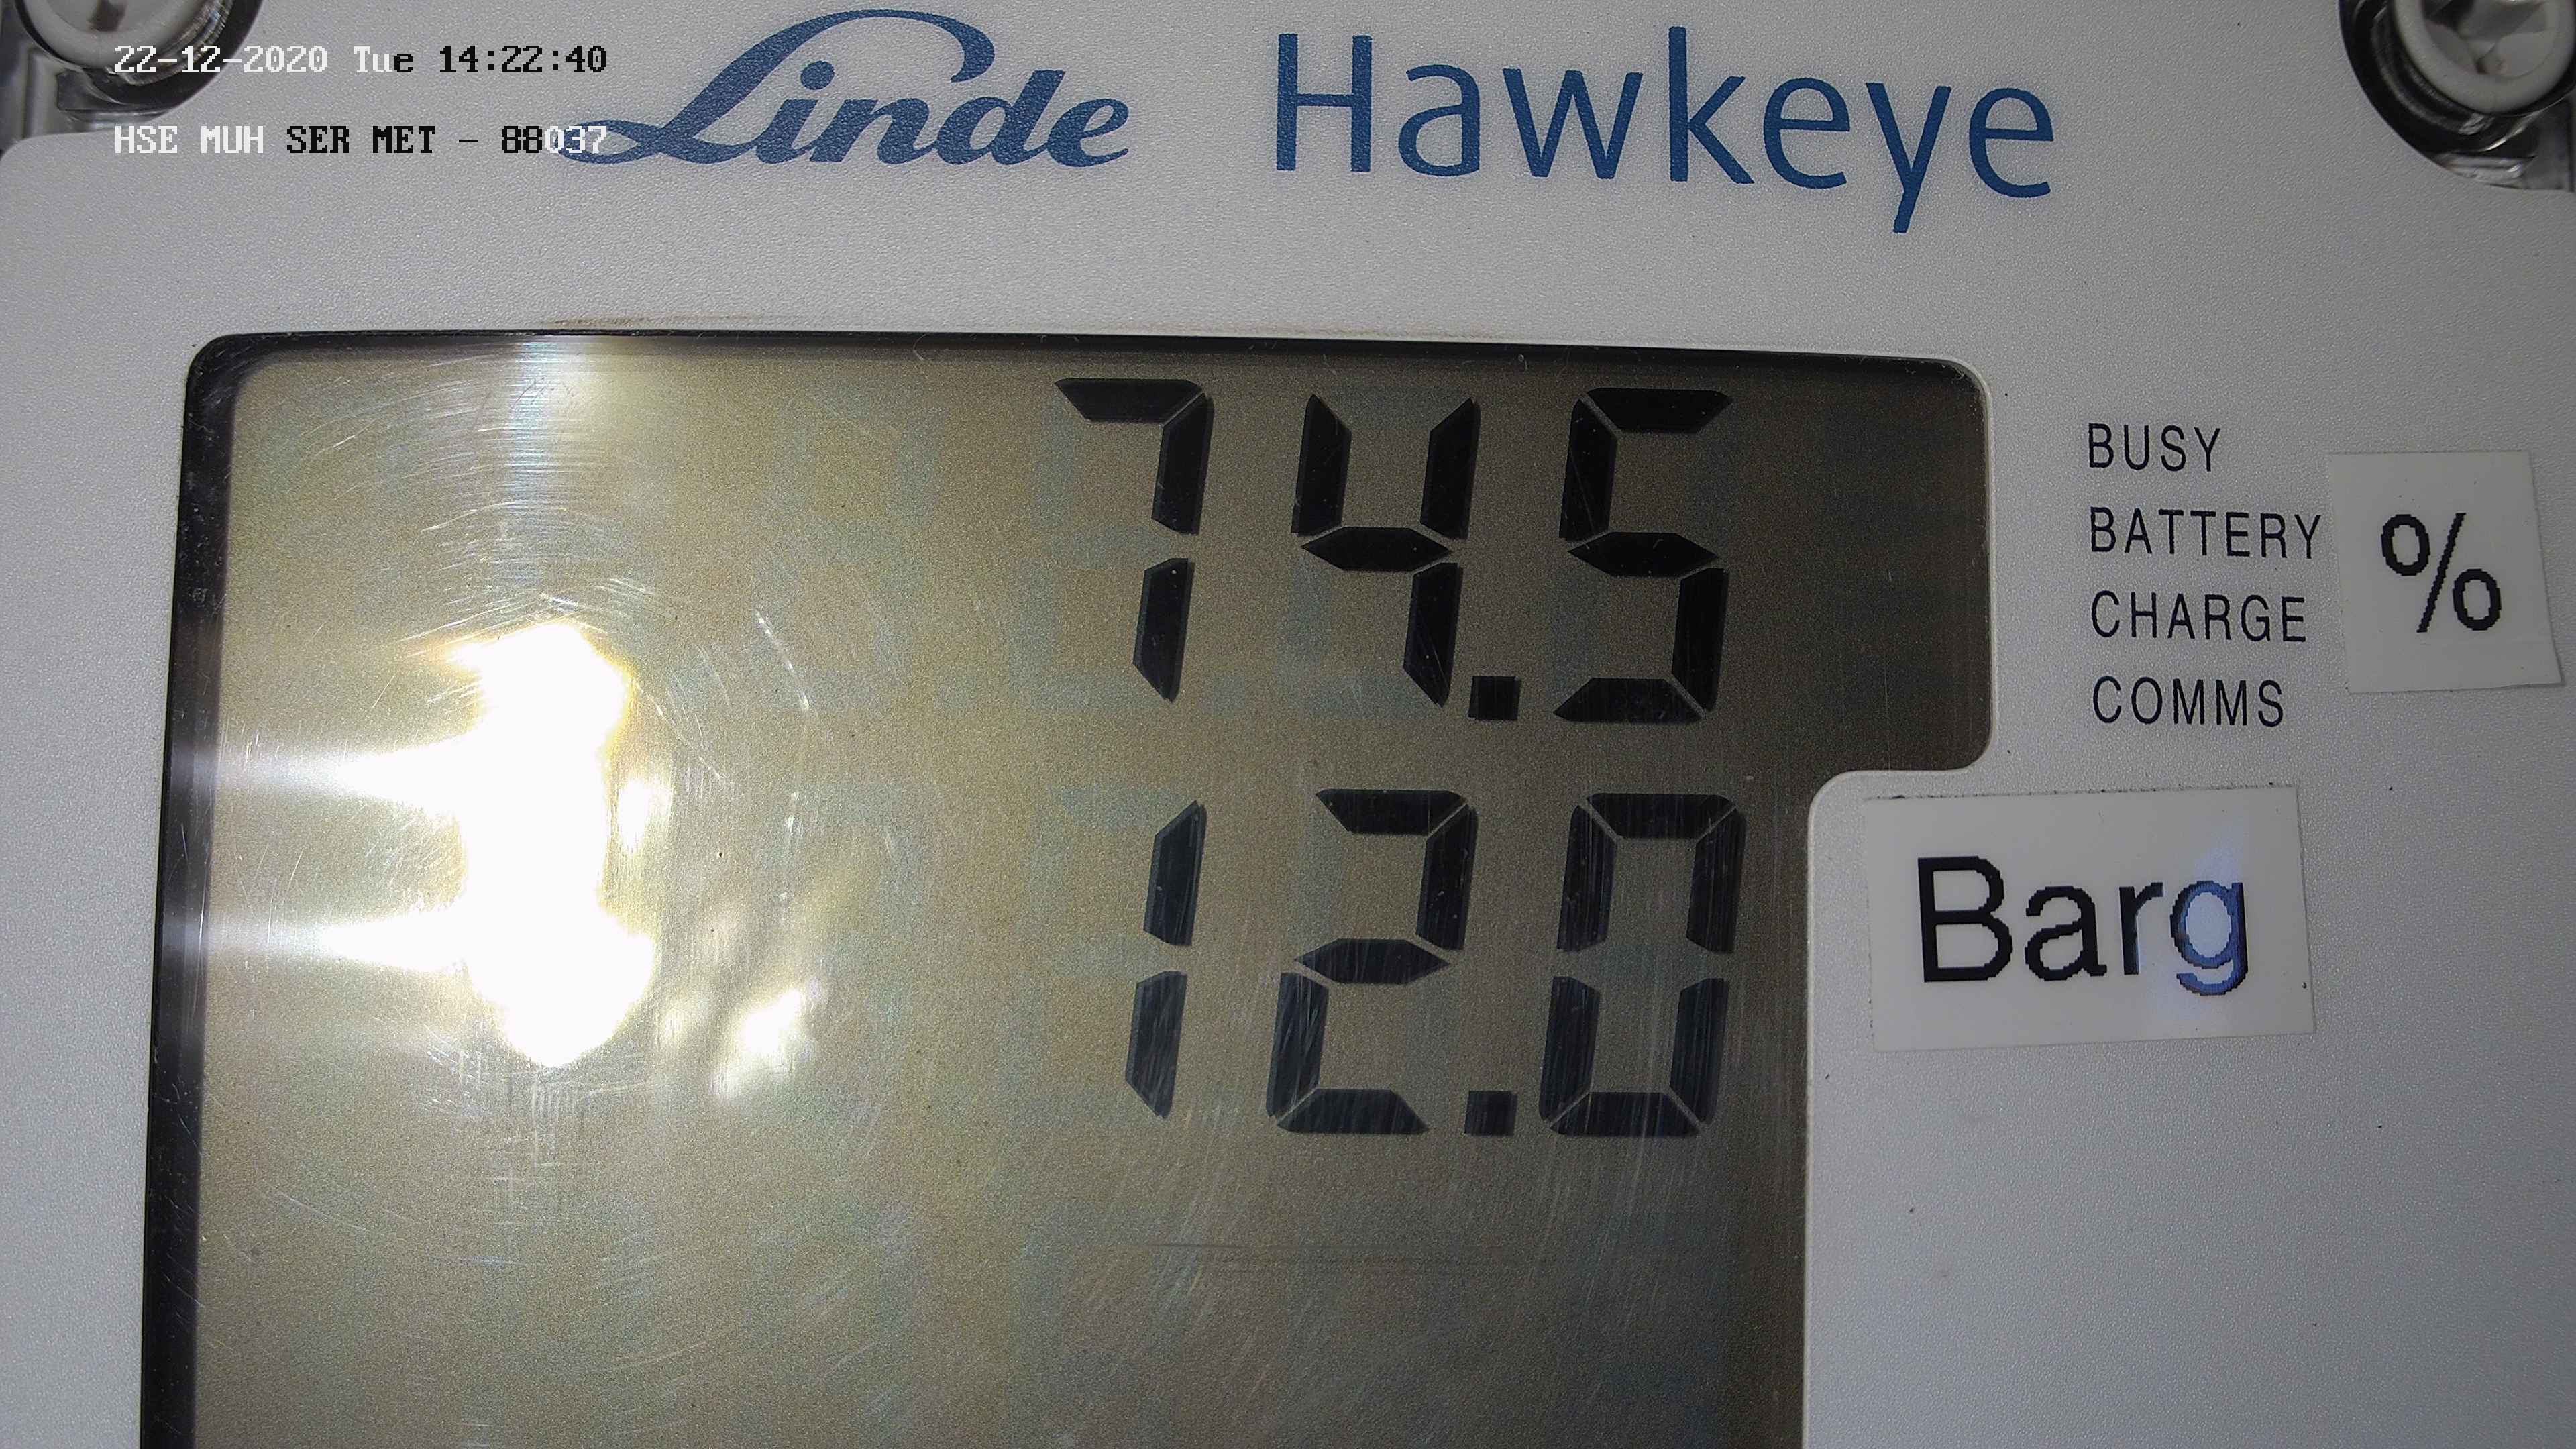 22-12-2020 Tue 14:22:40
HSE MUH SER MET - 88037
Linde Hawkeye
74.5
BUSY
BATTERY
CHARGE
COMMS
%
12.0
Barg